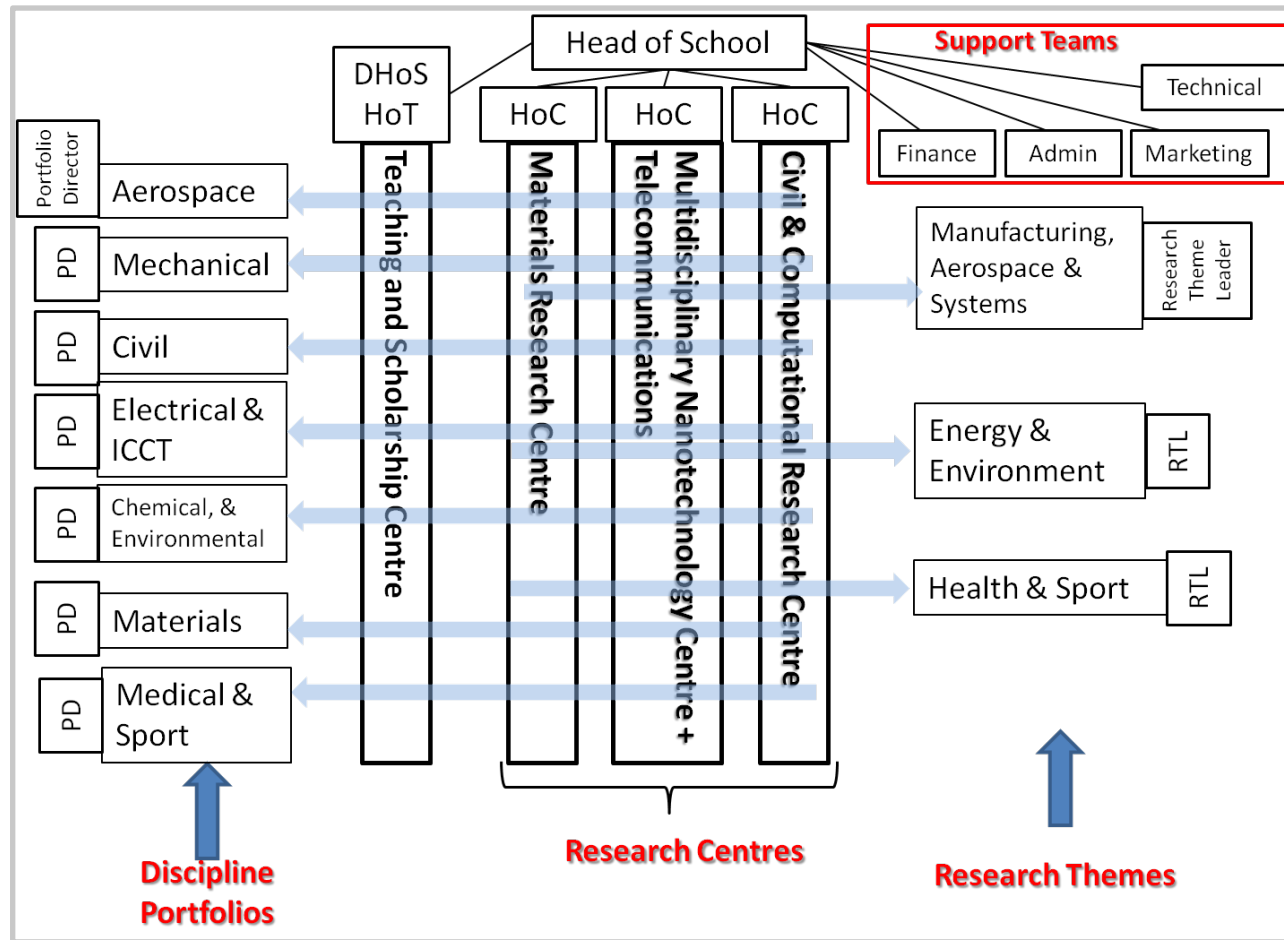 Head of School
Support Teams
Technical
Finance
Admin
Marketing
DHoS
HoT
HoC
HoC
HoC
Teaching and Scholarship Centre
Materials Research Centre
Multidisciplinary Nanotechnology Centre +
Telecommunications
Civil & Computational Research Centre
Portfolio
Director
Aerospace
PD
Mechanical
PD
Civil
PD
Electrical &
ICCT
PD
Chemical, &
Environmental
PD
Materials
PD
Medical &
Sport
Manufacturing,
Aerospace &
Systems
Research
Theme
Leader
Energy &
Environment
RTL
Health & Sport
RTL
Discipline
Portfolios
Research Centres
Research Themes